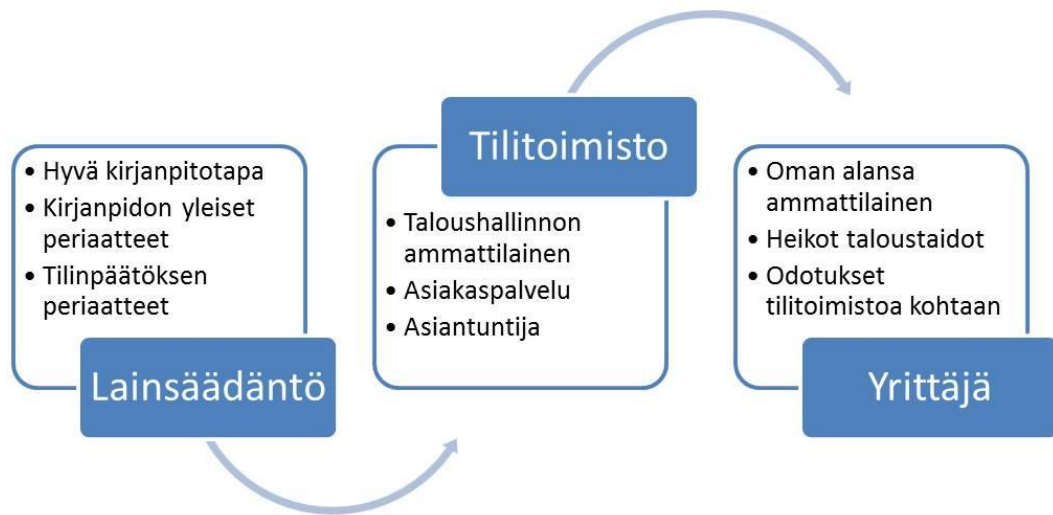 • Hyvä kirjanpitotapa
• Kirjanpidon yleiset
periaatteet
• Tilinpäätöksen
periaatteet
Lainsäädäntö
Tilitoimisto
• Taloushallinnon
ammattilainen
• Asiakaspalvelu
• Asiantuntija
• Oman alansa
ammattilainen
• Heikot taloustaidot
• Odotukset
tilitoimistoa kohtaan
Yrittäjä